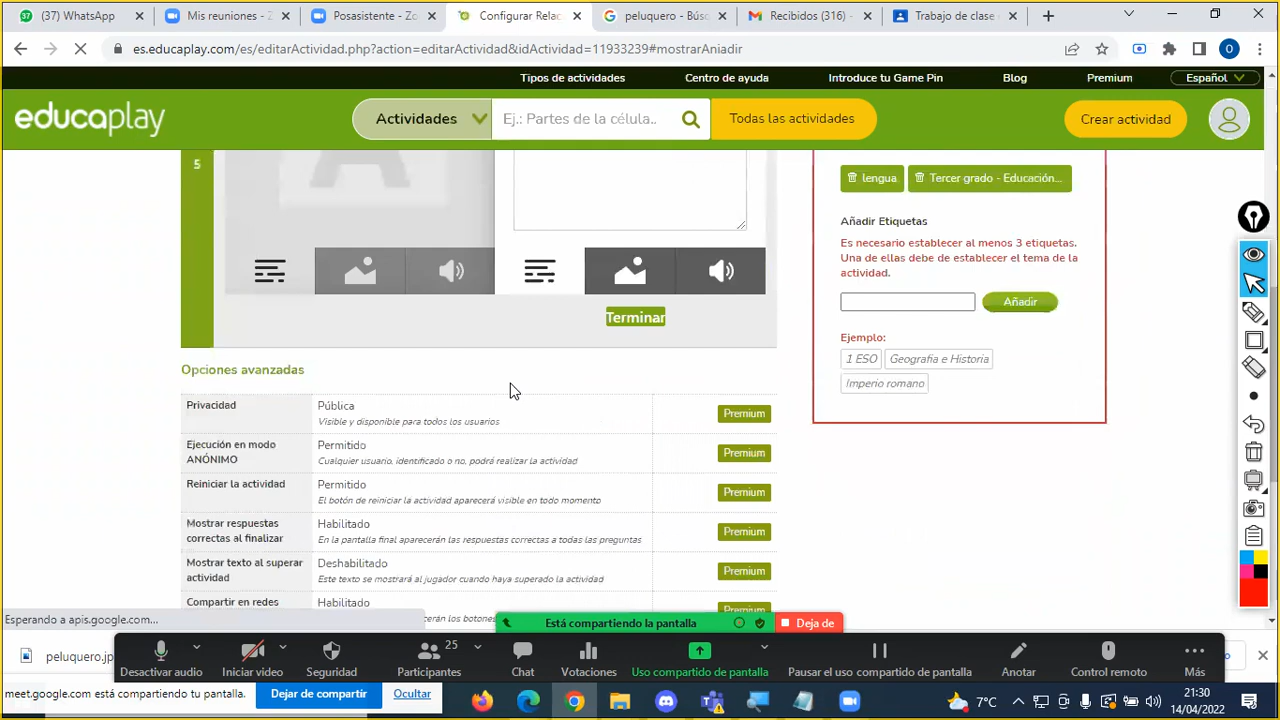 (37) WhatsApp
Mis reuniones - Z
Posasistente - Zo
Configurar Relac
peluquero - Bús
Recibidos (316) -
Trabajo de clase
es.educaplay.com/es/editarActividad.php?action=editarActividad&idActividad=11933239#mostrarAniadir
Tipos de actividades
Centro de ayuda
Introduce tu Game Pin
Blog
Premium
Español
educaplay
Actividades
Ej.: Partes de la célula..
Todas las actividades
Crear actividad
5
lengua
Tercer grado - Educación...
Añadir Etiquetas
Es necesario establecer al menos 3 etiquetas.
Una de ellas debe de establecer el tema de la
actividad.
Añadir
Terminar
Ejemplo:
1 ESO
Geografia e Historia
Imperio romano
Opciones avanzadas
Privacidad
Pública
Visible y disponible para todos los usuarios
Premium
Ejecución en modo
ANÓNIMO
Permitido
Cualquier usuario, identificado o no, podrá realizar la actividad
Premium
Reiniciar la actividad
Permitido
El botón de reiniciar la actividad aparecerá visible en todo momento
Premium
Mostrar respuestas
correctas al finalizar
Habilitado
En la pantalla final aparecerán las respuestas correctas a todas las preguntas
Premium
Mostrar texto al superar
actividad
Deshabilitado
Este texto se mostrará al jugador cuando haya superado la actividad
Premium
Compartir en redes
Habilitado
cerán los botones
Premium
Esperando a apis.google.com...
Está compartiendo la pantalla
Deja de
peluquero.jp
Desactivar audio
Iniciar video
Seguridad
25
Participantes
Chat
Votaciones
Uso compartido de pantalla
Pausar el uso compartido de pantalla
Anotar
Control remoto
Más
meet.google.com está compartiendo tu pantalla.
Dejar de compartir
Ocultar
7°C
21:30
14/04/2022